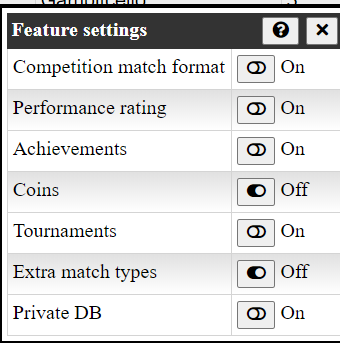 Feature settings
Competition match format On
Performance rating On
Achievements On
Coins Off
Tournaments On
Extra match types Off
Private DB On